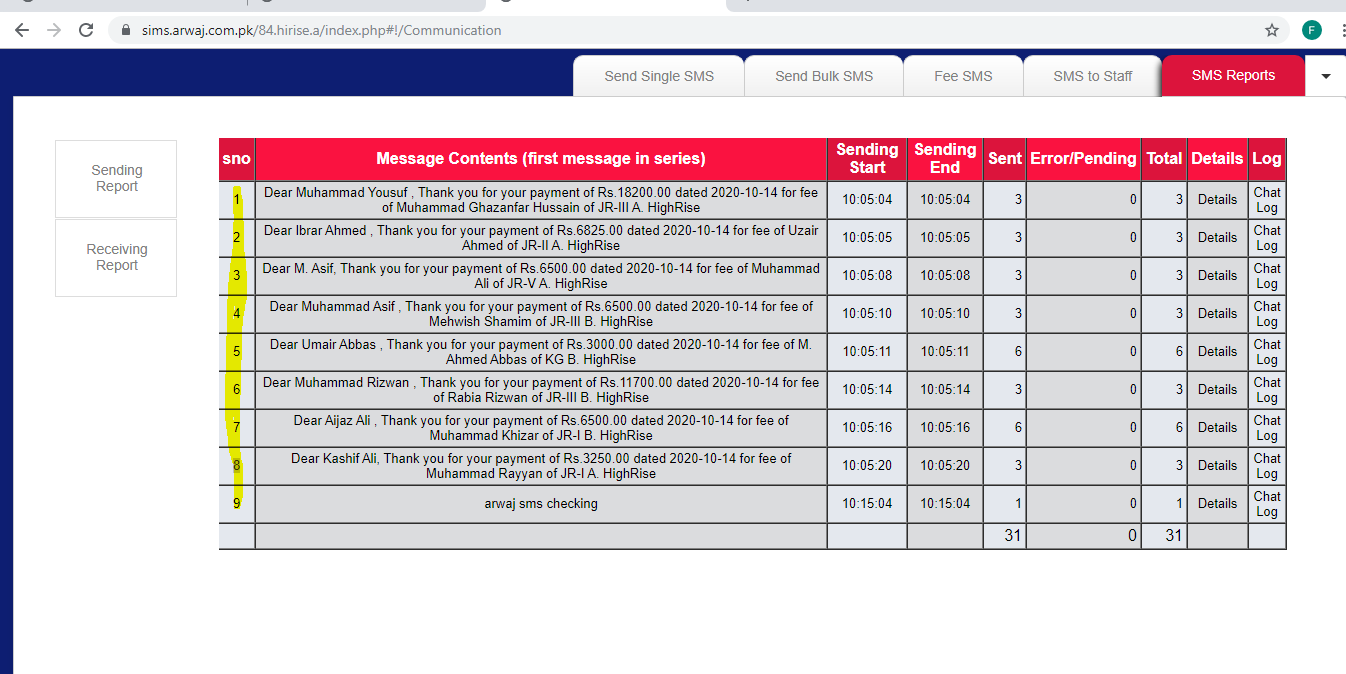 sims.arwaj.com.pk/84.hirise.a/index.php#!/Communication
F
Send Single SMS
Send Bulk SMS
Fee SMS
SMS to Staff
SMS Reports
Sending
Report
Receiving
Report
sno Message Contents (first message in series) Sending Start Sending End Sent Error/Pending Total Details Log
1 Dear Muhammad Yousuf , Thank you for your payment of Rs.18200.00 dated 2020-10-14 for fee
of Muhammad Ghazanfar Hussain of JR-III A. HighRise
10:05:04 10:05:04 3 0 3 Details Chat Log
2 Dear Ibrar Ahmed , Thank you for your payment of Rs.6825.00 dated 2020-10-14 for fee of Uzair
Ahmed of JR-II A. HighRise
10:05:05 10:05:05 3 0 3 Details Chat Log
3 Dear M. Asif, Thank you for your payment of Rs.6500.00 dated 2020-10-14 for fee of Muhammad
Ali of JR-V A. HighRise
10:05:08 10:05:08 3 0 3 Details Chat Log
4 Dear Muhammad Asif , Thank you for your payment of Rs.6500.00 dated 2020-10-14 for fee of
Mehwish Shamim of JR-III B. HighRise
10:05:10 10:05:10 3 0 3 Details Chat Log
5 Dear Umair Abbas , Thank you for your payment of Rs.3000.00 dated 2020-10-14 for fee of M.
Ahmed Abbas of KG B. HighRise
10:05:11 10:05:11 6 0 6 Details Chat Log
6 Dear Muhammad Rizwan , Thank you for your payment of Rs.11700.00 dated 2020-10-14 for fee
of Rabia Rizwan of JR-III B. HighRise
10:05:14 10:05:14 3 0 3 Details Chat Log
7 Dear Aijaz Ali , Thank you for your payment of Rs.6500.00 dated 2020-10-14 for fee of
Muhammad Khizar of JR-I B. HighRise
10:05:16 10:05:16 6 0 6 Details Chat Log
8 Dear Kashif Ali, Thank you for your payment of Rs.3250.00 dated 2020-10-14 for fee of
Muhammad Rayyan of JR-I A. HighRise
10:05:20 10:05:20 3 0 3 Details Chat Log
9 arwaj sms checking 10:15:04 10:15:04 1 0 1 Details Chat Log
31 0 31